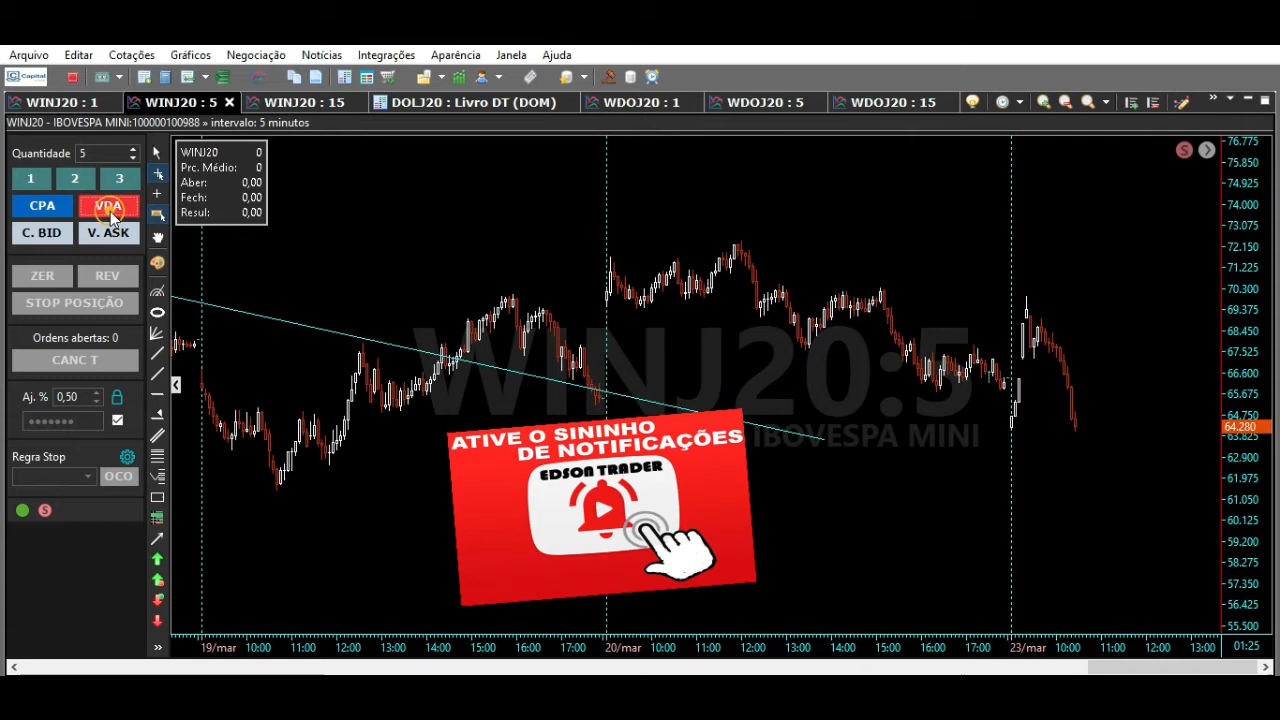 Arquivo Editar Cotações Gráficos Negociação Notícias Integrações Aparência Janela Ajuda
Capital
WINJ20 : 1 WINJ20 : 5 WINJ20 : 15 DOLJ20 : Livro DT (DOM) WDOJ20 : 1 WDOJ20 : 5 WDOJ20 : 15
WINJ20 - IBOVESPA MINI:100000100988 » intervalo: 5 minutos
Quantidade 5
1 2 3
CPA VDA
C. BID V. ASK
ZER REV
STOP POSIÇÃO
Ordens abertas: 0
CANC T
Aj. % 0,50
Regra Stop
OCO
S
WINJ20 0
Prc. Médio: 0
Aber: 0,00
Fech: 0,00
Resul: 0,00
WINJ20:5
IBOVESPA MINI
ATIVE O SININHO
DE NOTIFICAÇÕES
EDSON TRADER
S
76.775
75.850
74.925
74.000
73.075
72.150
71.225
70.300
69.375
68.450
67.525
66.600
65.675
64.750
64.280
63.825
62.900
61.975
61.050
60.125
59.200
58.275
57.350
56.425
55.500
19/mar 10:00 11:00 12:00 13:00 14:00 15:00 16:00 17:00 20/mar 10:00 11:00 12:00 13:00 14:00 15:00 16:00 17:00 23/mar 10:00 11:00 12:00 13:00 01:25